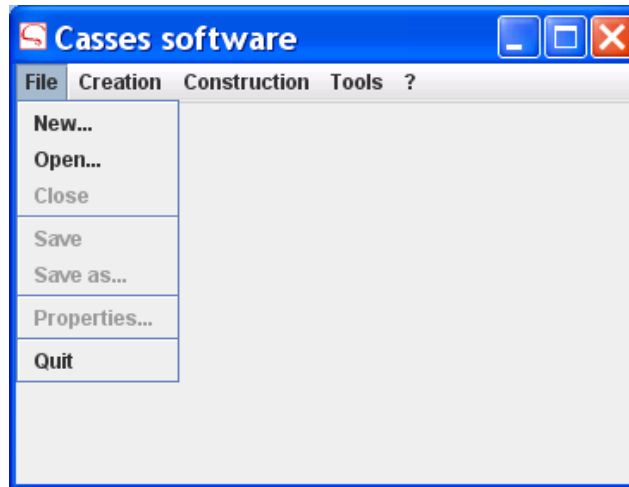 Casses software
File Creation Construction Tools ?
New...
Open...
Close
Save
Save as...
Properties...
Quit